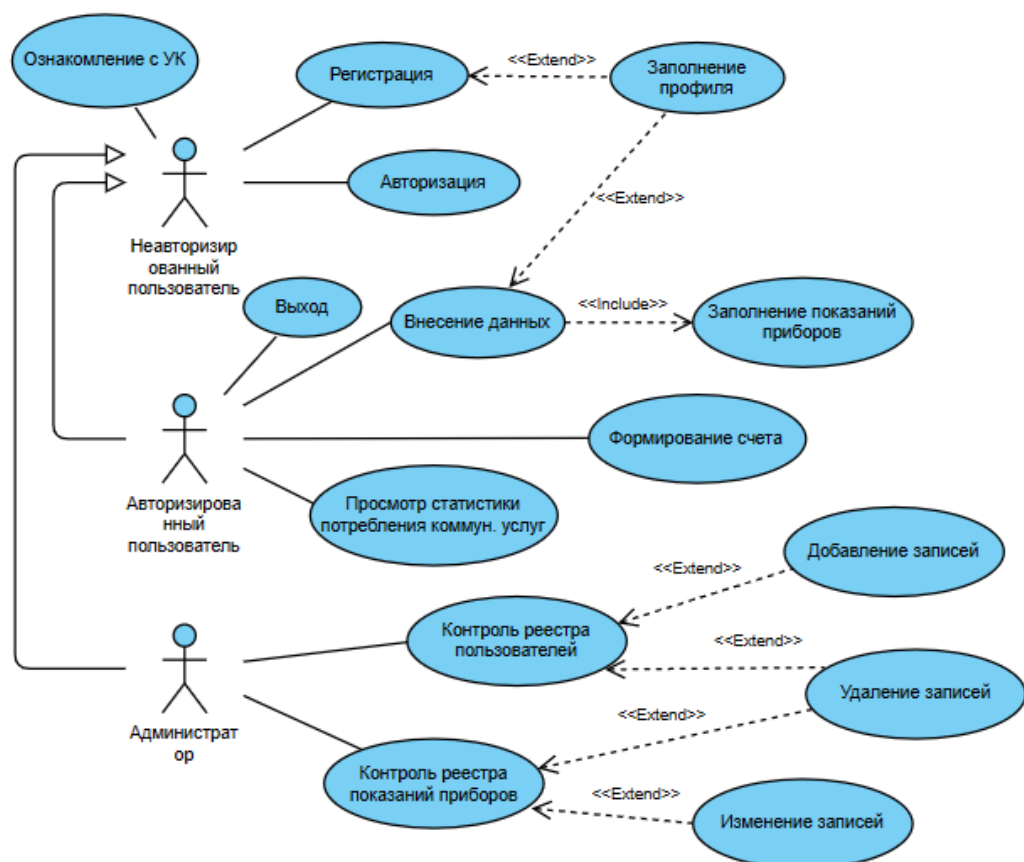 Ознакомление с УК
Регистрация
<<Extend>>
Заполнение
профиля
Авторизация
<<Extend>>
Неавторизир
ованный
пользователь
Выход
Внесение данных
<<Include>>
Заполнение показаний
приборов
Формирование счета
Авторизирова
нный
пользователь
Просмотр статистики
потребления коммун. услуг
Добавление записей
<<Extend>>
Контроль реестра
пользователей
<<Extend>>
Удаление записей
<<Extend>>
Администрат
ор
Контроль реестра
показаний приборов
<<Extend>>
Изменение записей